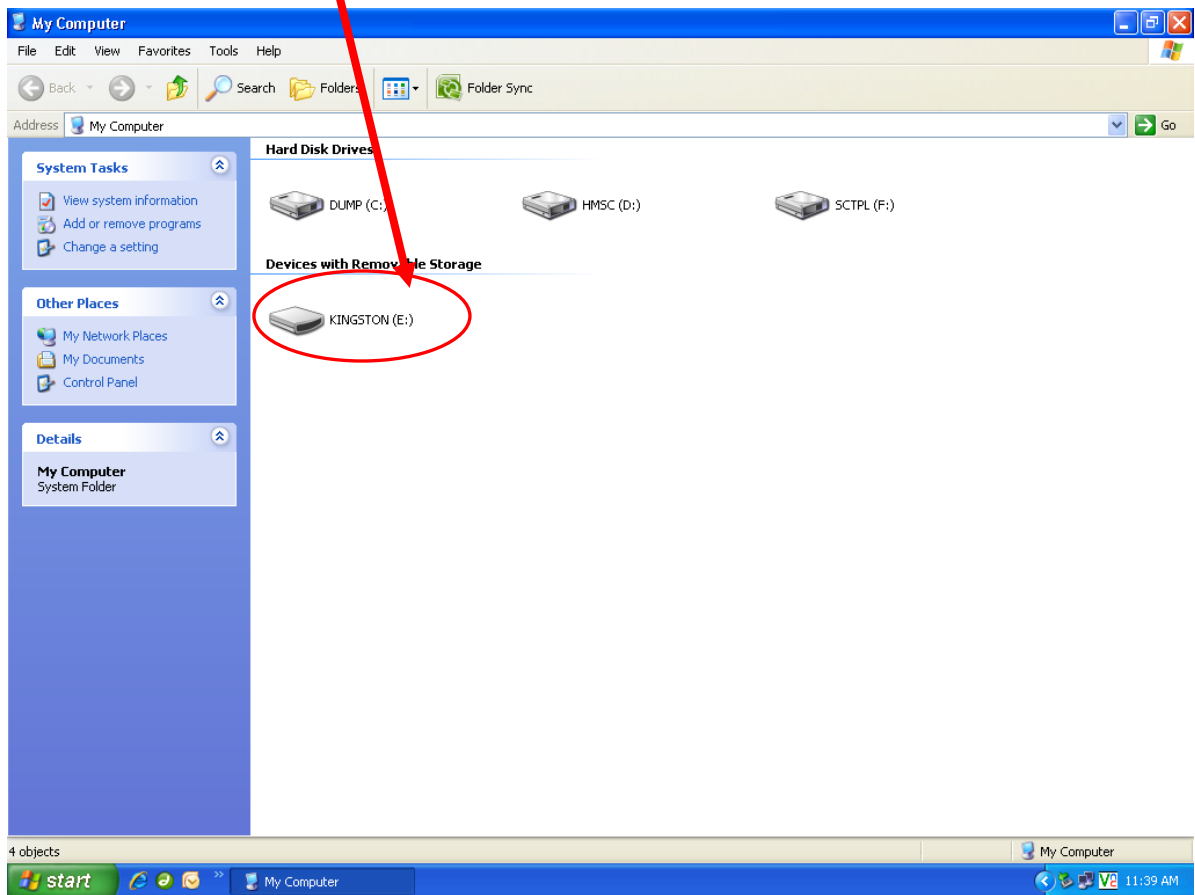 My Computer
File Edit View Favorites Tools Help
Back Search Folders Folder Sync
Address My Computer Go
System Tasks
View system information
Add or remove programs
Change a setting
Other Places
My Network Places
My Documents
Control Panel
Details
My Computer
System Folder
Hard Disk Drives
DUMP (C:) HMSC (D:) SCTPL (F:)
Devices with Removable Storage
KINGSTON (E:)
4 objects My Computer
start My Computer 11:39 AM